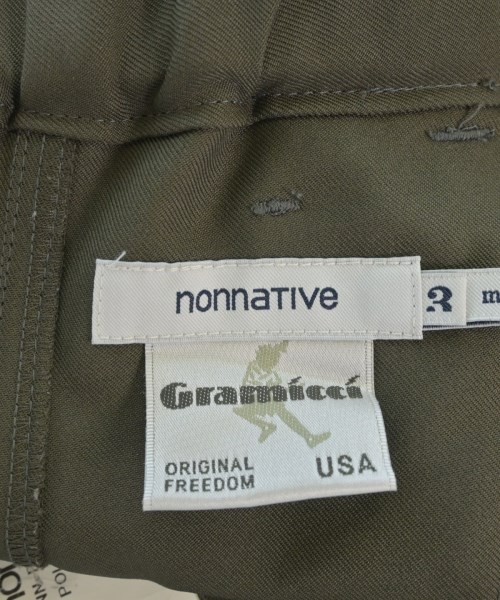 nonnative
3
m
Gramicci
ORIGINAL
FREEDOM
USA